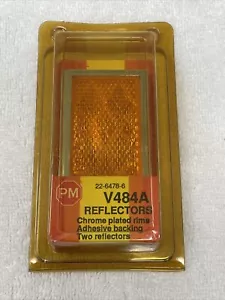 PM
22-6478-6
V484A
REFLECTORS
Chrome plated rims
Adhesive backing
Two reflectors